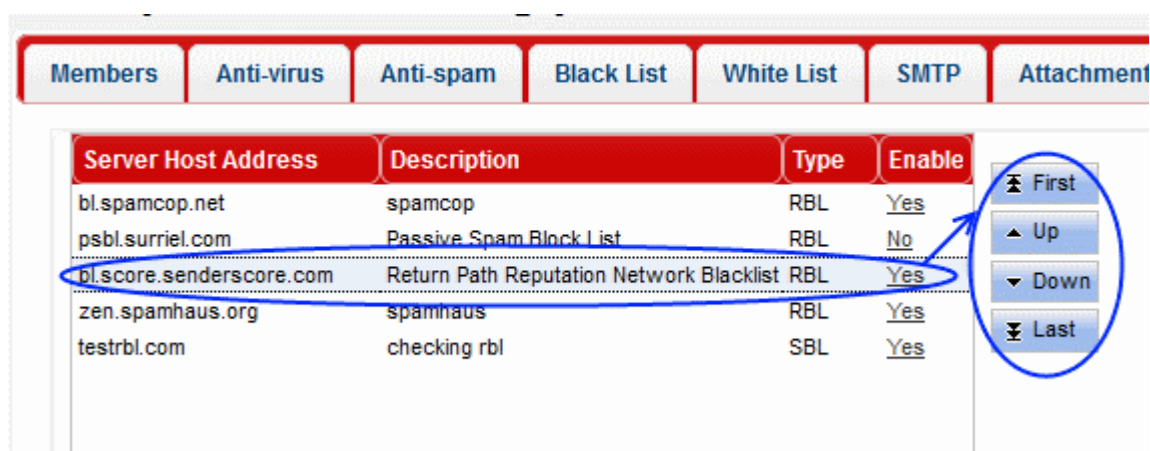 Members Anti-virus Anti-spam Black List White List SMTP Attachment
Server Host Address Description Type Enable
bl.spamcop.net spamcop RBL Yes
psbl.surriel.com Passive Spam Block List RBL No
bl.score.senderscore.com Return Path Reputation Network Blacklist RBL Yes
zen.spamhaus.org spamhaus RBL Yes
testrbl.com checking rbl SBL Yes
First
Up
Down
Last